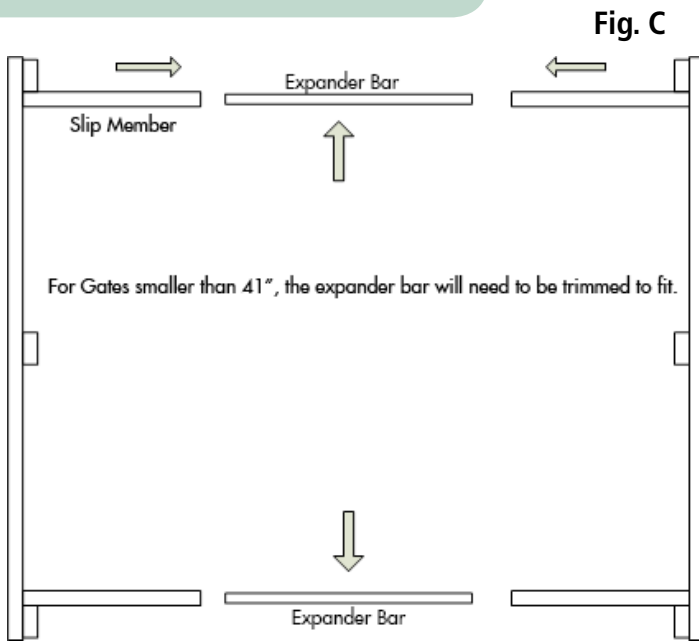 Fig. C
Expander Bar
Slip Member
For Gates smaller than 41", the expander bar will need to be trimmed to fit.
Expander Bar